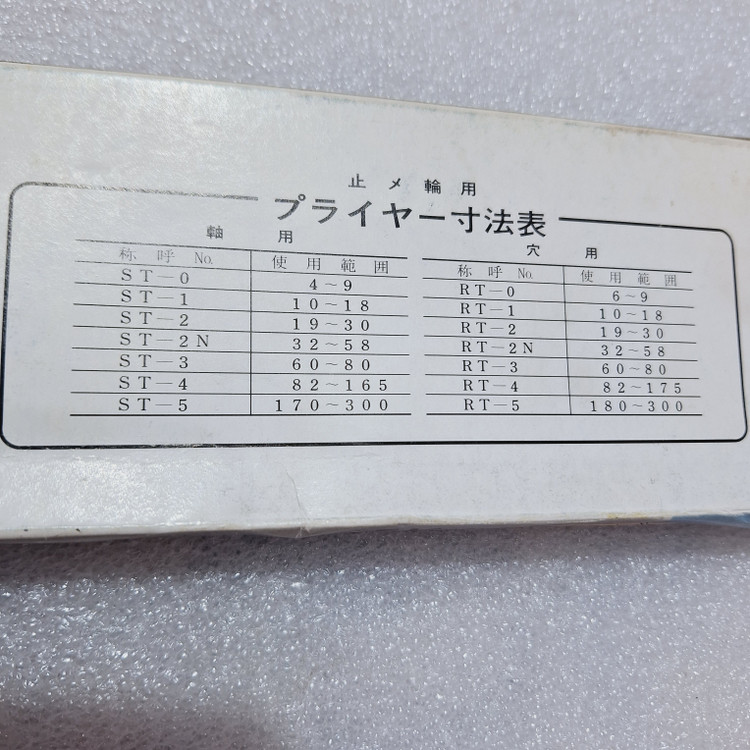 止メ輪用
プライヤー寸法表
軸用
称呼No. 使用範囲
ST-0 4~9
ST-1 10~18
ST-2 19~30
ST-2N 32~58
ST-3 60~80
ST-4 82~165
ST-5 170~300
穴用
称呼No. 使用範囲
RT-0 6~9
RT-1 10~18
RT-2 19~30
RT-2N 32~58
RT-3 60~80
RT-4 82~175
RT-5 180~300